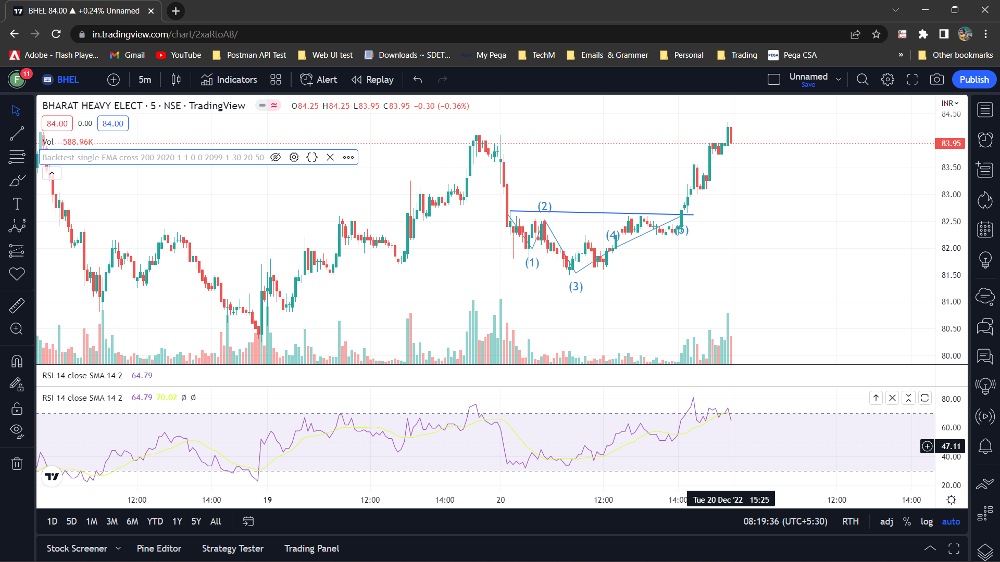 BHEL 84.00 ▲ +0.24% Unnamed
in.tradingview.com/chart/2xaRtoAB/
Adobe - Flash Playe... Gmail YouTube Postman API Test Web UI test Downloads ~ SDET... PEGA My Pega TechM Emails & Grammer Personal Trading PEGA Pega CSA » Other bookmarks
F 11 BHEL 5m Indicators Alert Replay Unnamed Save Publish
BHARAT HEAVY ELECT · 5 · NSE · TradingView O84.25 H84.25 L83.95 C83.95 −0.30 (−0.36%)
INR
84.50
84.00 0.00 84.00
Vol 588.96K
83.95
Backtest single EMA cross 200 2020 1 1 0 0 2099 1 30 20 50
83.50
83.00
(2)
82.50
(5)
(4)
82.00
(1)
81.50
(3)
81.00
80.50
80.00
RSI 14 close SMA 14 2 64.79
RSI 14 close SMA 14 2 64.79 70.02 Ø Ø
80.00
60.00
47.11
40.00
20.00
12:00 14:00 19 12:00 14:00 20 12:00 14:00 Tue 20 Dec '22 15:25 12:00 14:00
1D 5D 1M 3M 6M YTD 1Y 5Y All 08:19:36 (UTC+5:30) RTH adj % log auto
Stock Screener Pine Editor Strategy Tester Trading Panel